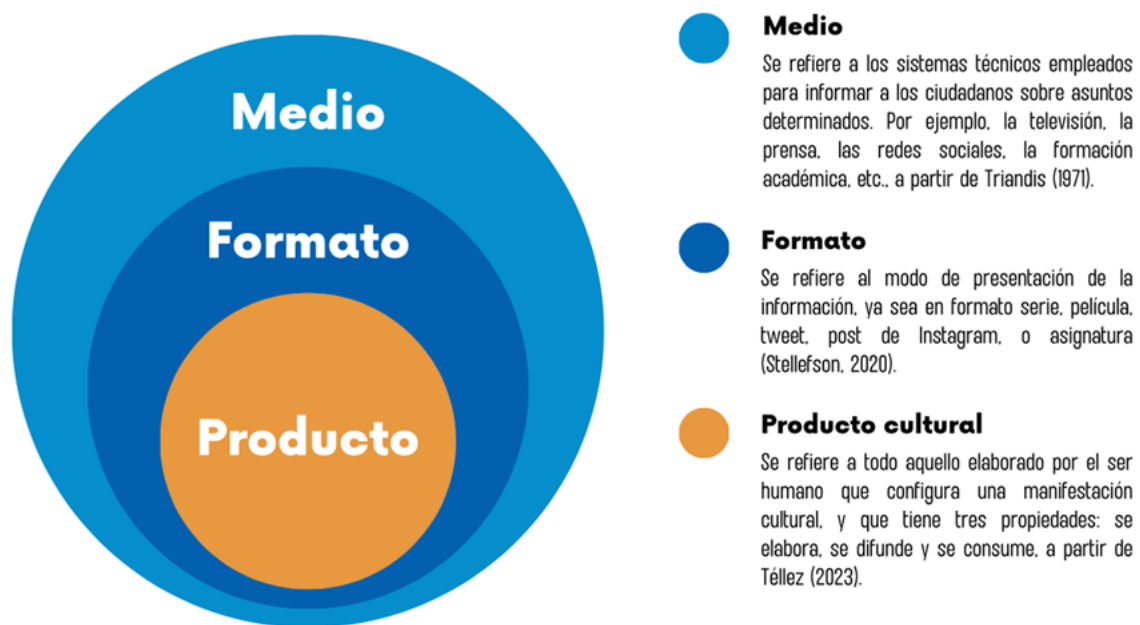 Medio
Formato
Producto
Medio
Se refiere a los sistemas técnicos empleados
para informar a los ciudadanos sobre asuntos
determinados. Por ejemplo, la televisión, la
prensa, las redes sociales, la formación
académica, etc., a partir de Triandis (1971).
Formato
Se refiere al modo de presentación de la
información, ya sea en formato serie, película,
tweet, post de Instagram, o asignatura
(Stellefson, 2020).
Producto cultural
Se refiere a todo aquello elaborado por el ser
humano que configura una manifestación
cultural, y que tiene tres propiedades: se
elabora, se difunde y se consume, a partir de
Téllez (2023).